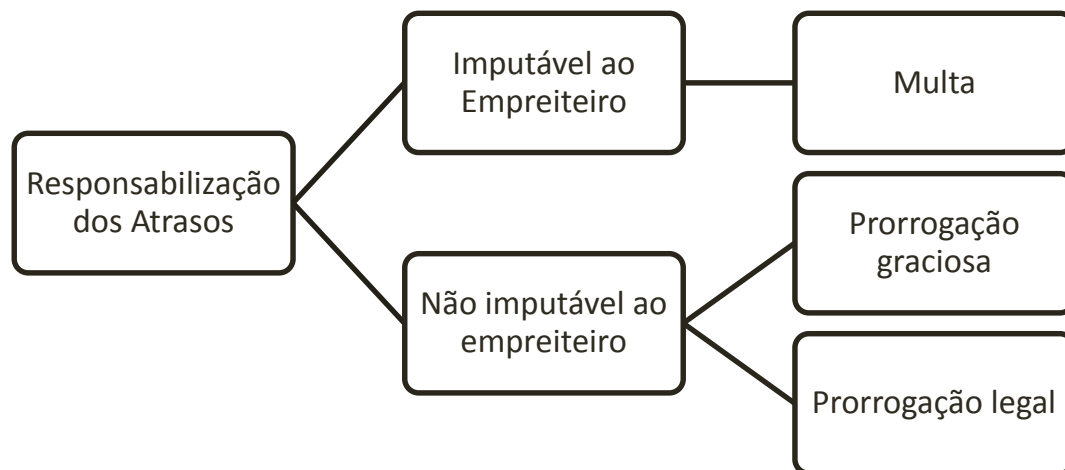 Responsabilização
dos Atrasos
Imputável ao
Empreiteiro
Multa
Não imputável ao
empreiteiro
Prorrogação
graciosa
Prorrogação legal